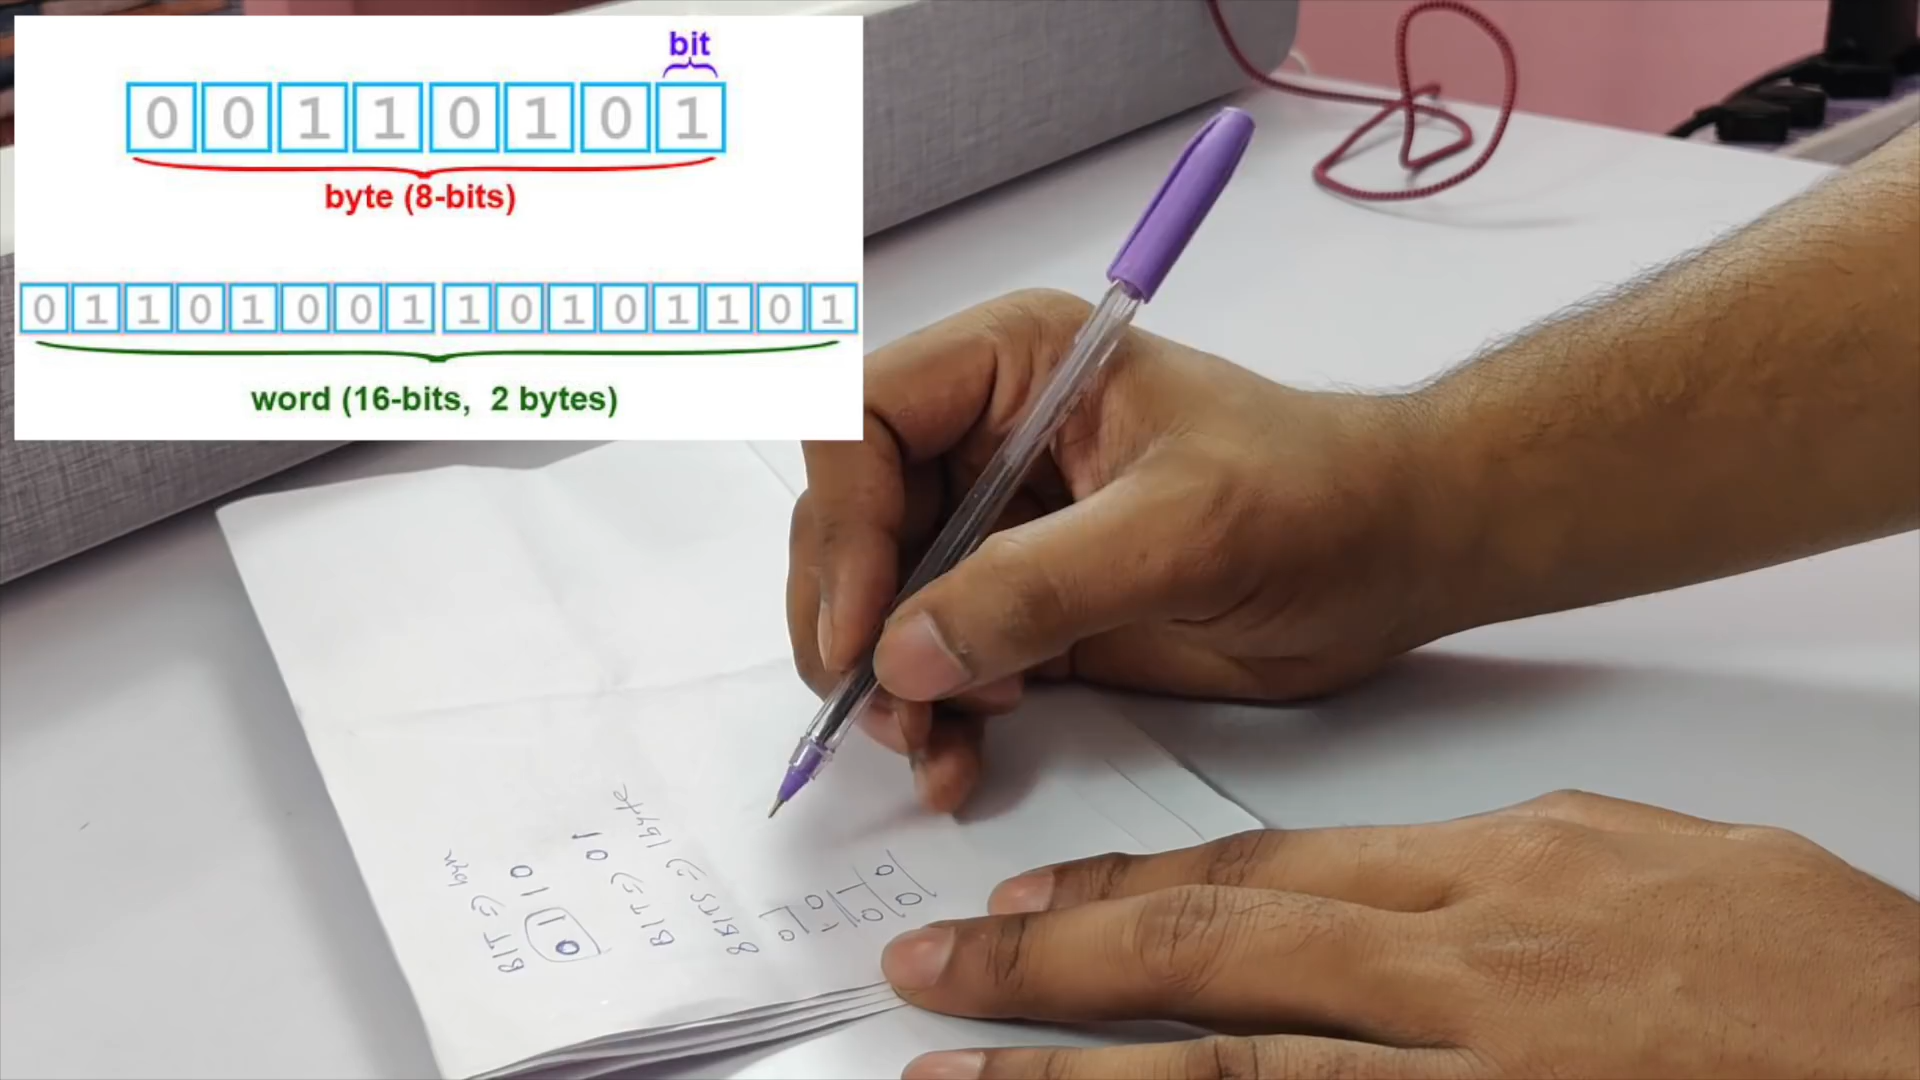 bit
0 0 1 1 0 1 0 1
byte (8-bits)
0 1 1 0 1 0 0 1 1 0 1 0 1 1 0 1
word (16-bits, 2 bytes)
BIT =)
0 1 1 0
BIT =) 01
8 BITS =) 1 byte